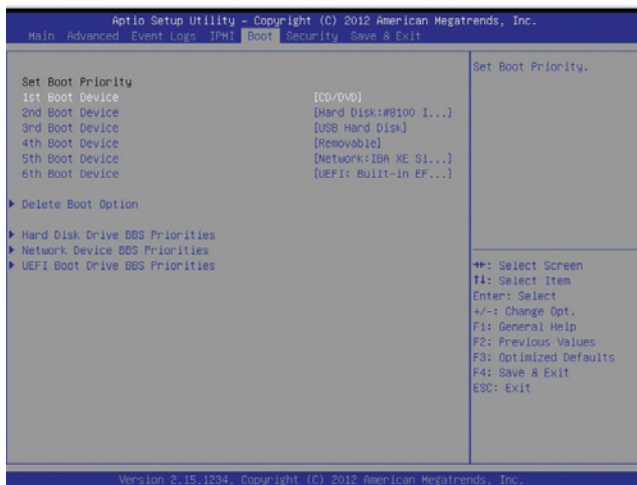 Aptio Setup Utility – Copyright (C) 2012 American Megatrends, Inc.
Main Advanced Event Logs IPMI Boot Security Save & Exit
Set Boot Priority
1st Boot Device [CD/DVD]
2nd Boot Device [Hard Disk:#8100 I...]
3rd Boot Device [USB Hard Disk]
4th Boot Device [Removable]
5th Boot Device [Network:IBA XE Sl...]
6th Boot Device [UEFI: Built-in EF...]
Delete Boot Option
Hard Disk Drive BBS Priorities
Network Device BBS Priorities
UEFI Boot Drive BBS Priorities
Set Boot Priority.
→←: Select Screen
↑↓: Select Item
Enter: Select
+/-: Change Opt.
F1: General Help
F2: Previous Values
F3: Optimized Defaults
F4: Save & Exit
ESC: Exit
Version 2.15.1234. Copyright (C) 2012 American Megatrends, Inc.